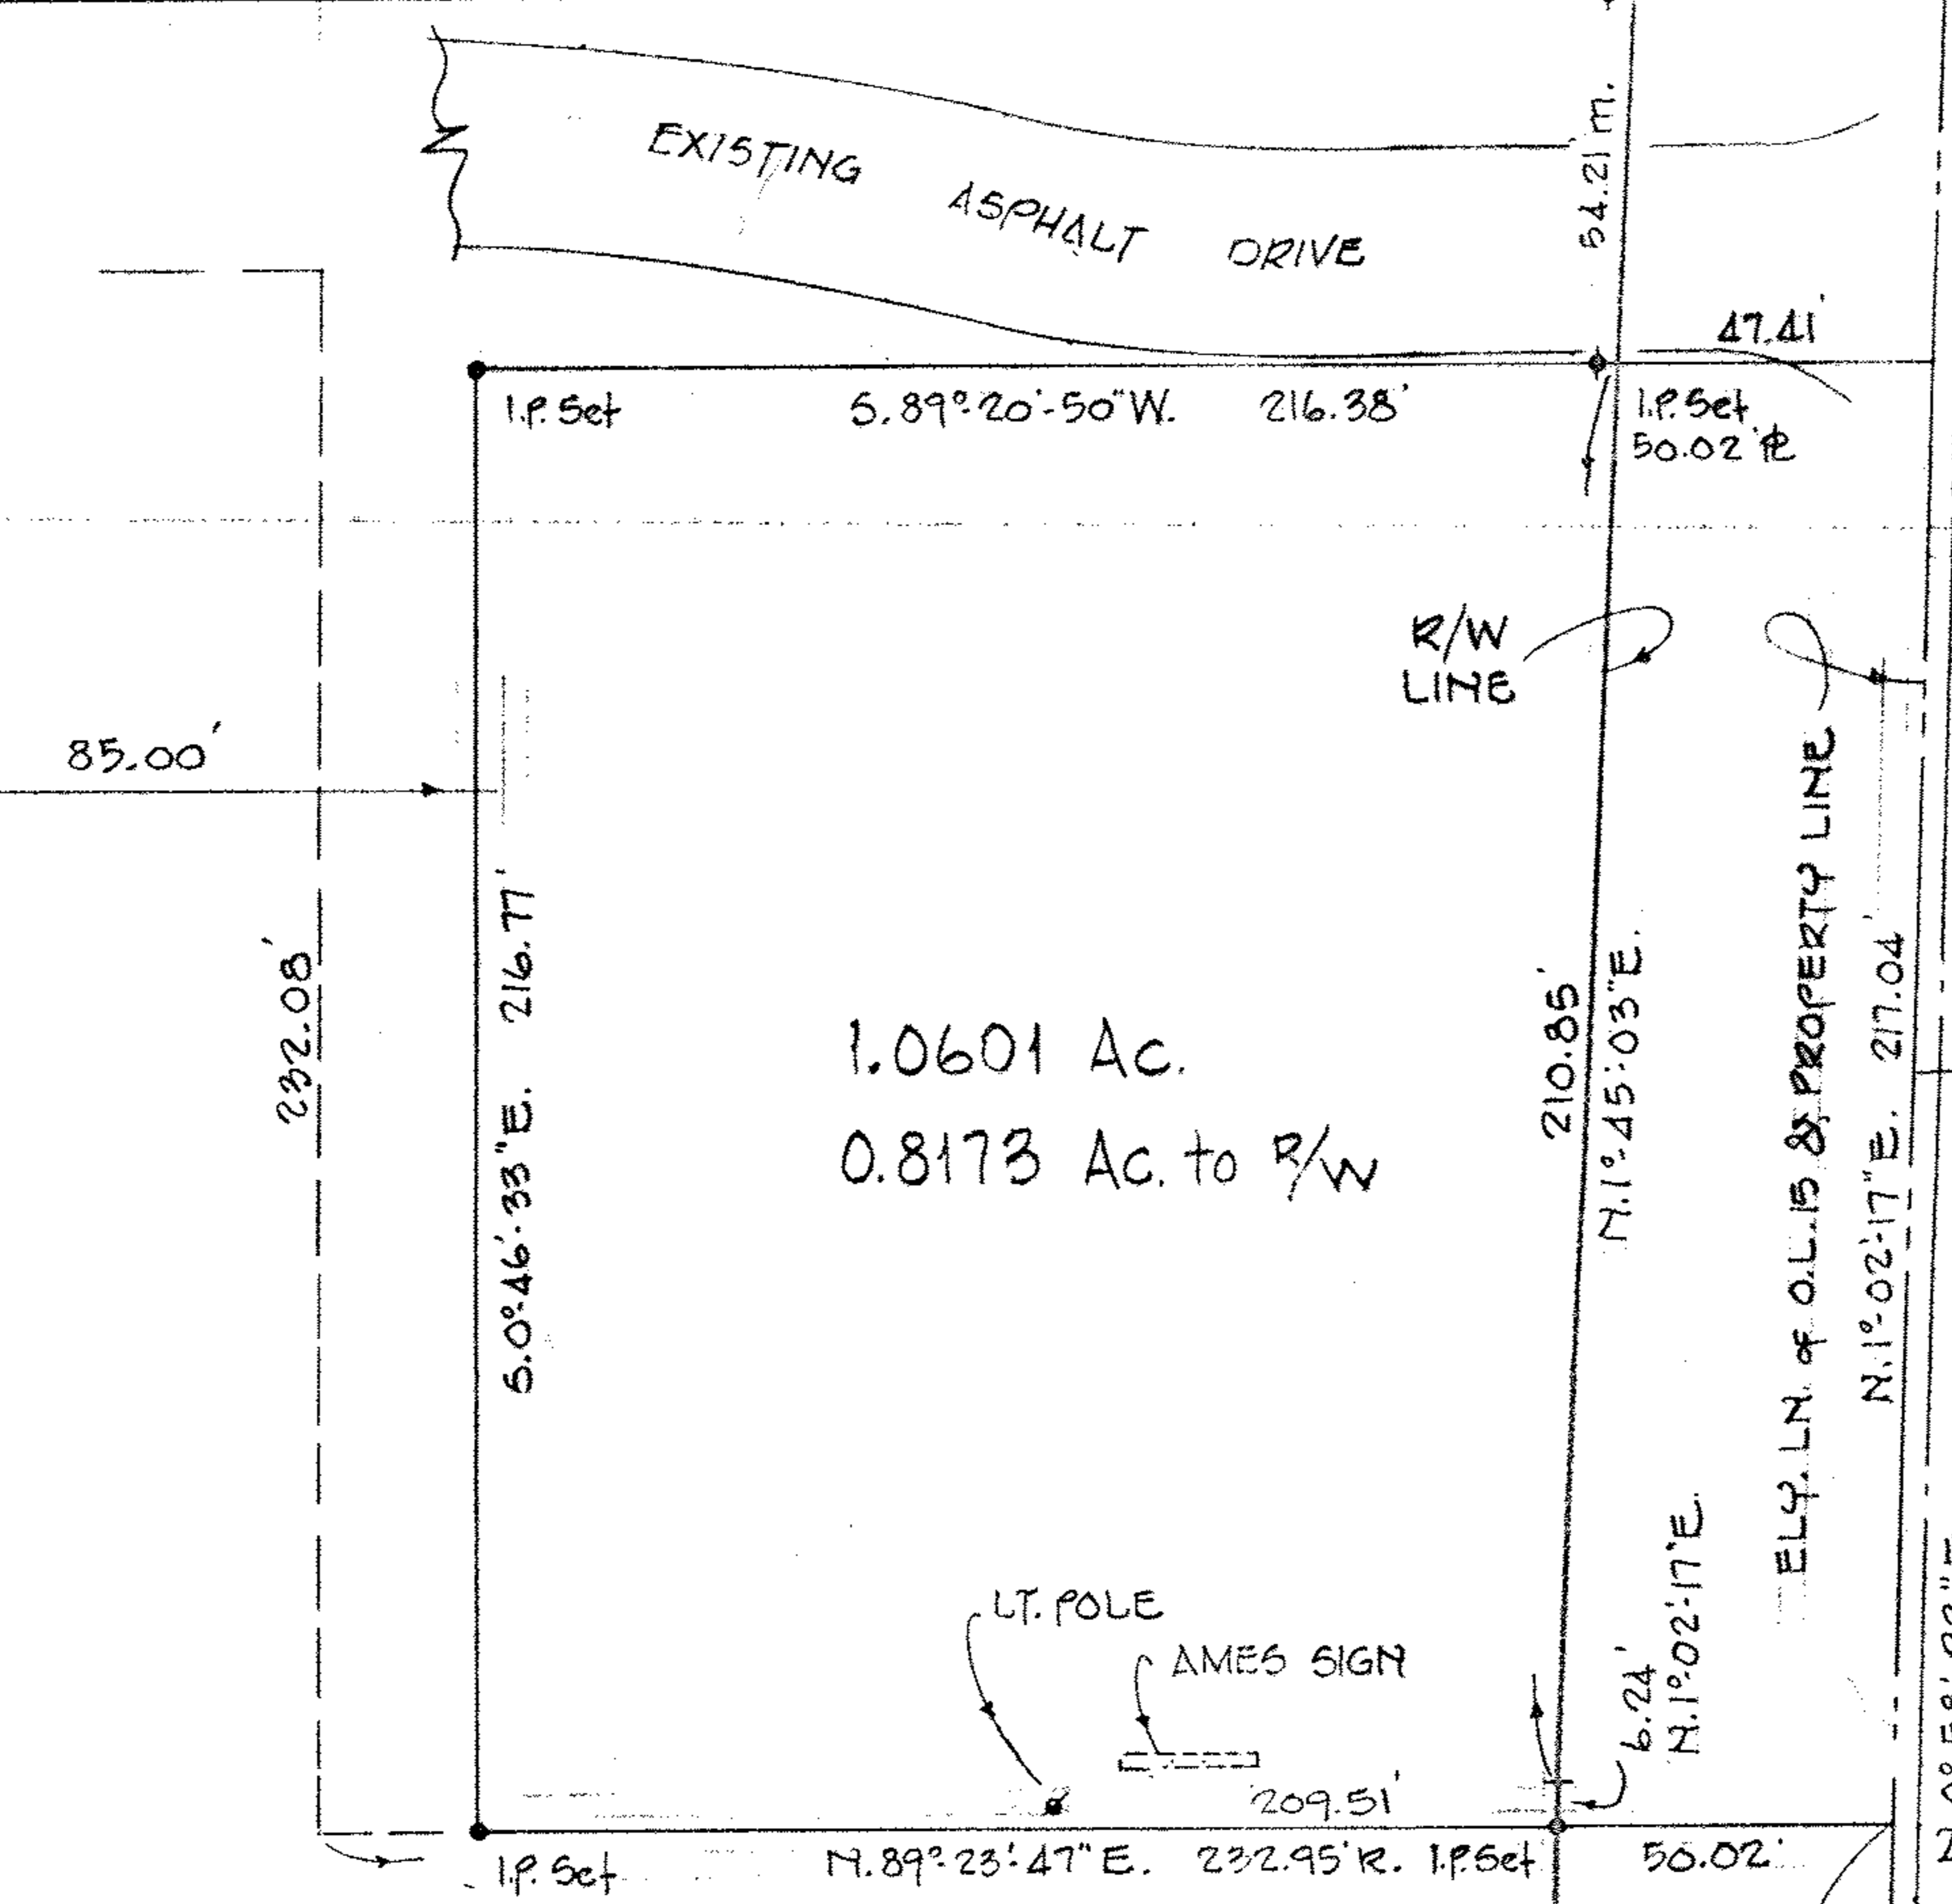 54.21' m.
EXISTING ASPHALT DRIVE
47.41'
I.P. Set
S.89°-20'-50"W. 216.38'
I.P. Set
50.02' R
R/W
LINE
85.00'
232.08'
S.0°-46'-33"E. 216.77'
1.0601 Ac.
0.8173 Ac. to R/W
210.85'
N.1°-45'-03"E.
ELY. LN. of O.L.15 & PROPERTY LINE
N.1°-02'-17"E. 217.04'
LT. POLE
AMES SIGN
6.24'
N.1°-02'-17"E.
209.51'
I.P. Set
N.89°-23'-47"E. 232.95' R. I.P. Set
50.02'